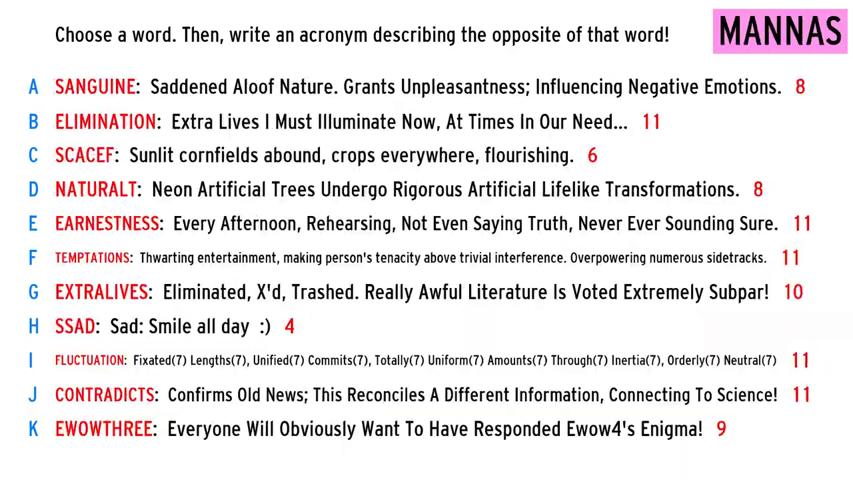 Choose a word. Then, write an acronym describing the opposite of that word!
MANNAS
A SANGUINE: Saddened Aloof Nature. Grants Unpleasantness; Influencing Negative Emotions. 8
B ELIMINATION: Extra Lives I Must Illuminate Now, At Times In Our Need... 11
C SCACEF: Sunlit cornfields abound, crops everywhere, flourishing. 6
D NATURALT: Neon Artificial Trees Undergo Rigorous Artificial Lifelike Transformations. 8
E EARNESTNESS: Every Afternoon, Rehearsing, Not Even Saying Truth, Never Ever Sounding Sure. 11
F TEMPTATIONS: Thwarting entertainment, making person's tenacity above trivial interference. Overpowering numerous sidetracks. 11
G EXTRALIVES: Eliminated, X'd, Trashed. Really Awful Literature Is Voted Extremely Subpar! 10
H SSAD: Sad: Smile all day :) 4
I FLUCTUATION: Fixated(7) Lengths(7), Unified(7) Commits(7), Totally(7) Uniform(7) Amounts(7) Through(7) Inertia(7), Orderly(7) Neutral(7) 11
J CONTRADICTS: Confirms Old News; This Reconciles A Different Information, Connecting To Science! 11
K EWOWTHREE: Everyone Will Obviously Want To Have Responded Ewow4's Enigma! 9